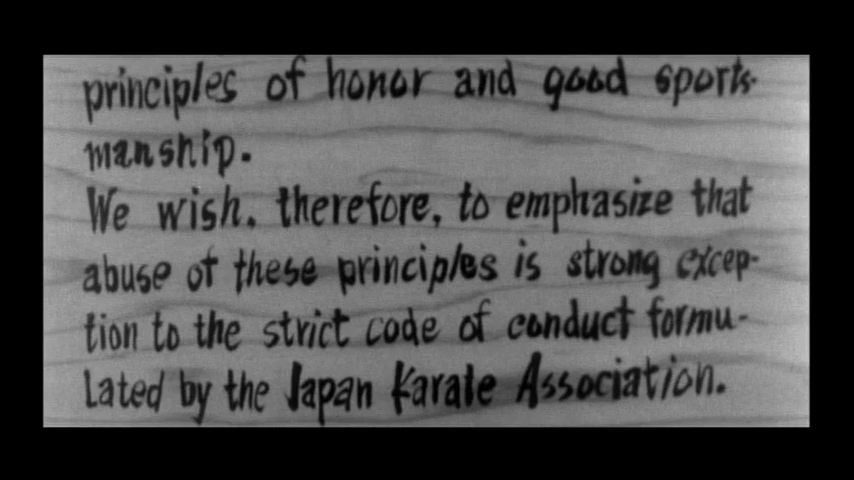 principles of honor and good sports-
manship.
We wish, therefore, to emphasize that
abuse of these principles is strong excep-
tion to the strict code of conduct formu-
lated by the Japan Karate Association.